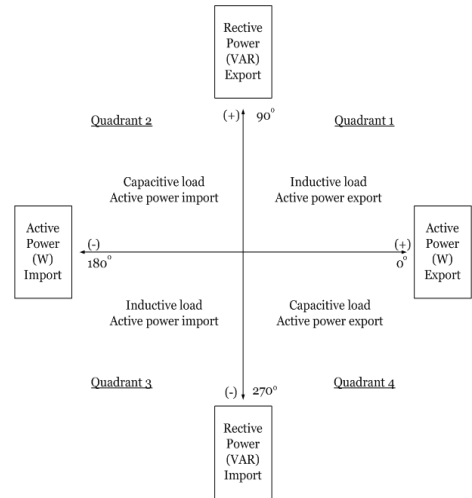 Rective
Power
(VAR)
Export
(+) 90°
Quadrant 2
Quadrant 1
Capacitive load
Active power import
Inductive load
Active power export
Active
Power
(W)
Import
(-)
180°
(+)
0°
Active
Power
(W)
Export
Inductive load
Active power import
Capacitive load
Active power export
Quadrant 3
Quadrant 4
(-) 270°
Rective
Power
(VAR)
Import